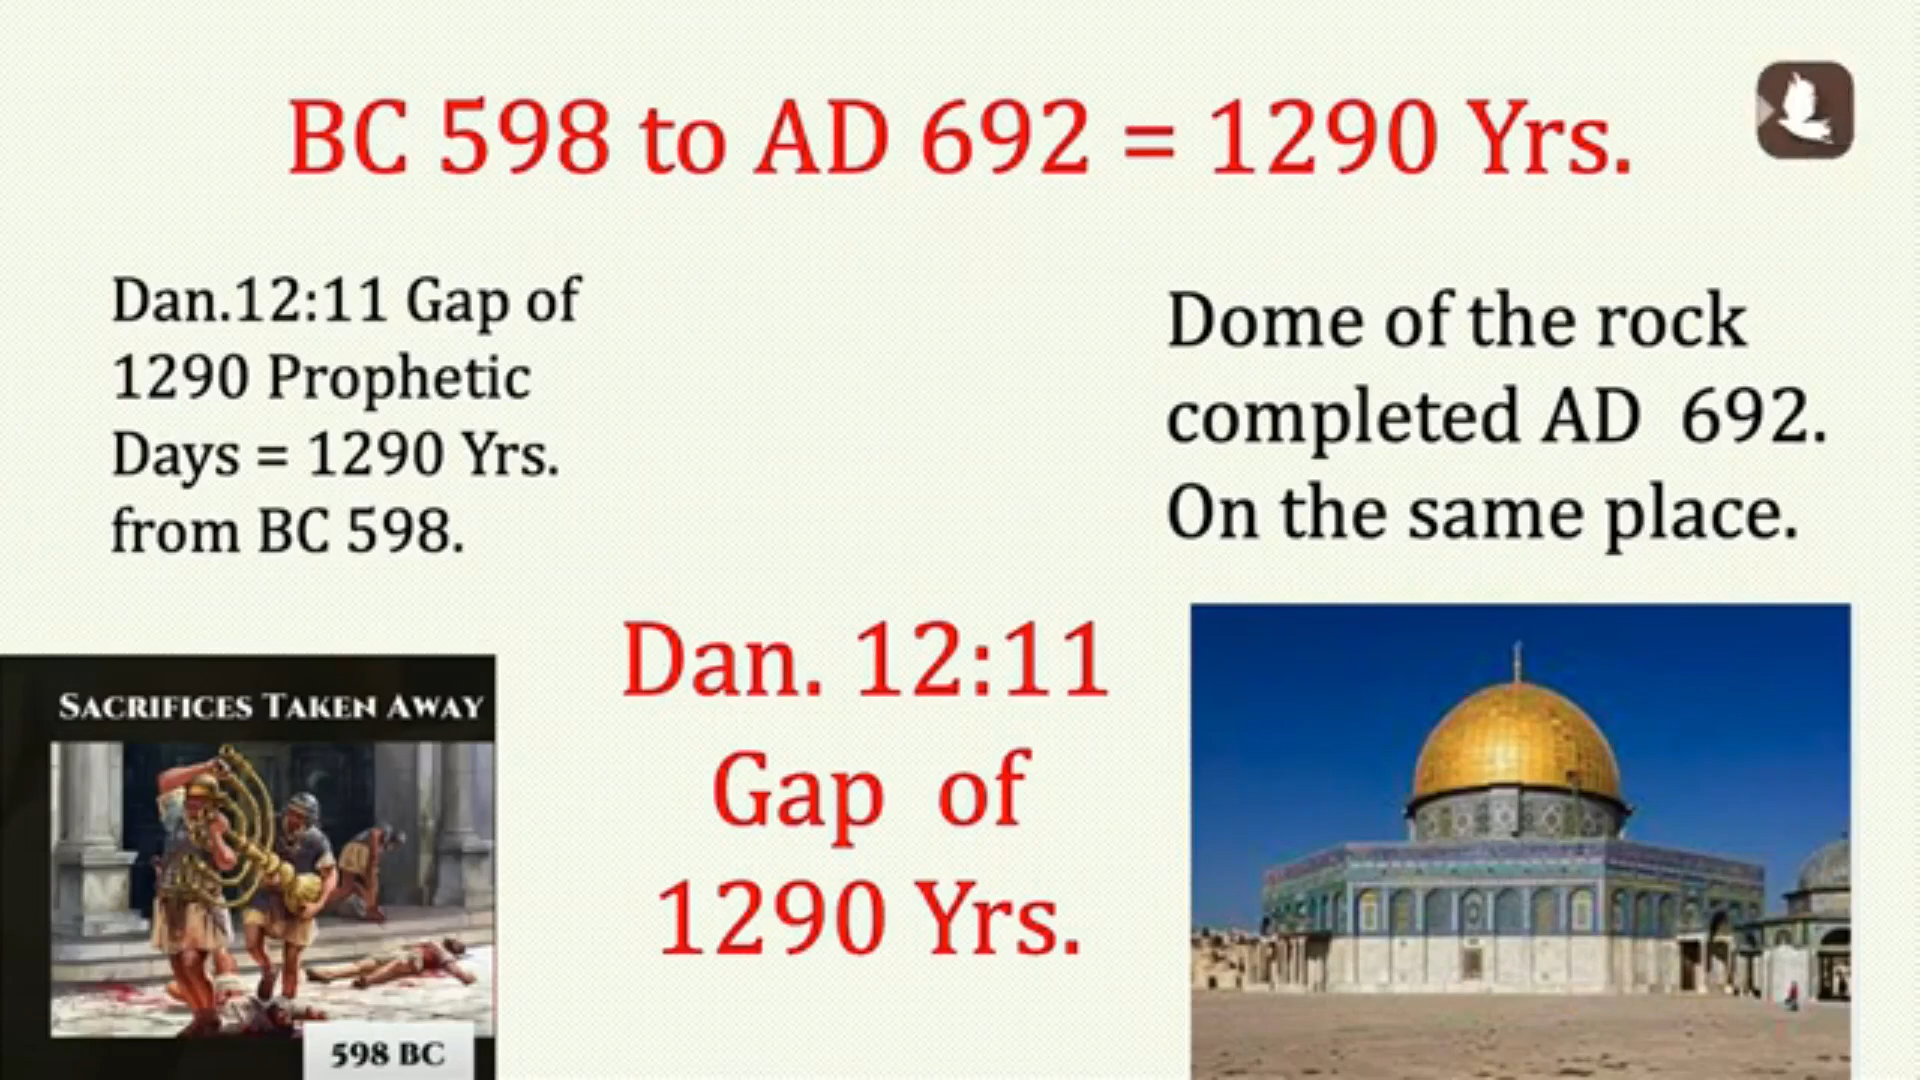 BC 598 to AD 692 = 1290 Yrs.
Dan.12:11 Gap of
1290 Prophetic
Days = 1290 Yrs.
from BC 598.
Dome of the rock
completed AD 692.
On the same place.
Dan. 12:11
Gap of
1290 Yrs.
SACRIFICES TAKEN AWAY
598 BC